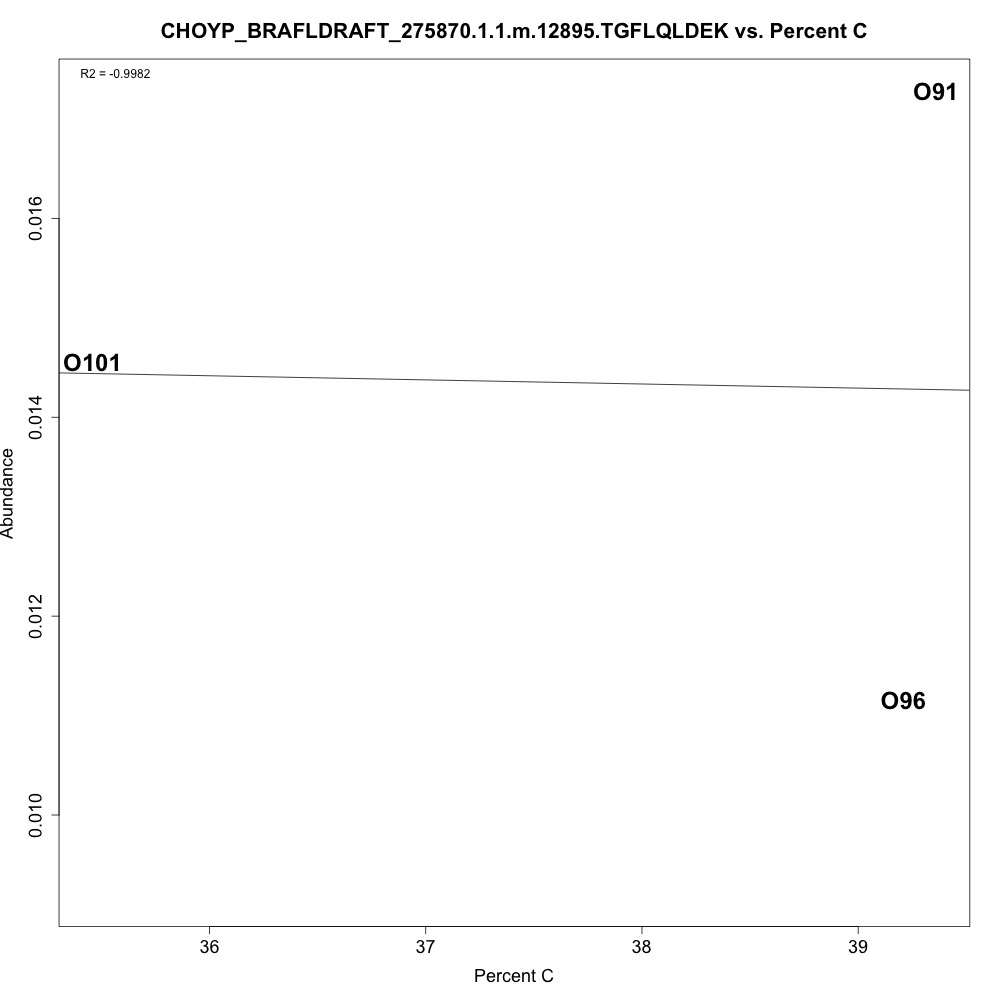 CHOYP_BRAFLDRAFT_275870.1.1.m.12895.TGFLQLDEK vs. Percent C
R2 = -0.9982
O91
0.016
O101
0.014
Abundance
0.012
O96
0.010
36 37 38 39
Percent C